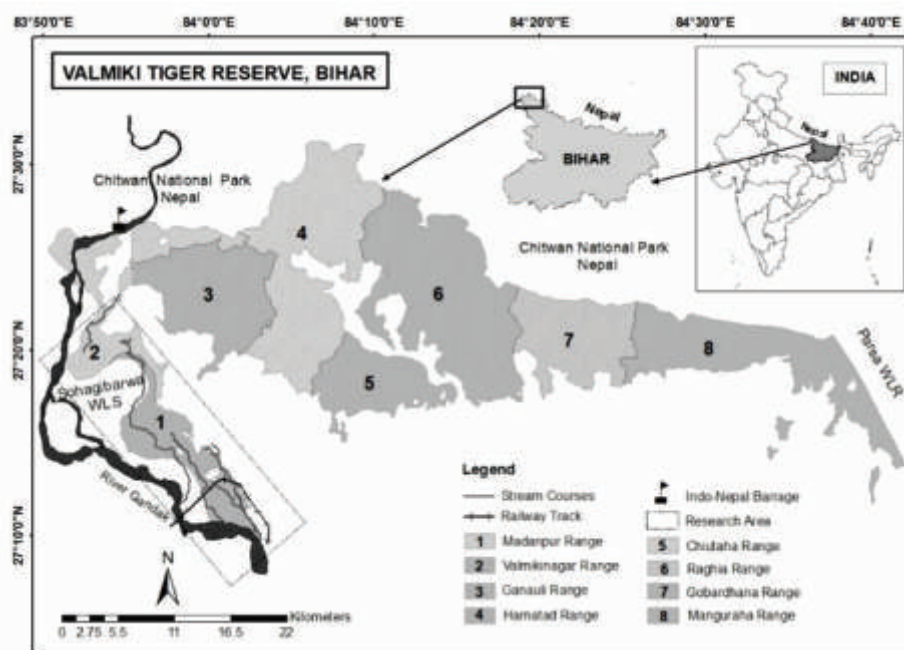 83°50'0"E 84°0'0"E 84°10'0"E 84°20'0"E 84°30'0"E 84°40'0"E
VALMIKI TIGER RESERVE, BIHAR
INDIA
Nepal
Nepal
BIHAR
27°30'0"N
Chitwan National Park
Nepal
Chitwan National Park
Nepal
4
3
6
27°20'0"N
2
7
8
5
Parsa WLR
Sohagibarwa
WLS
1
River Gandak
27°10'0"N
N
Legend
Stream Courses
Railway Track
1 Madanpur Range
2 Valmikinagar Range
3 Ganauli Range
4 Harnatad Range
Indo-Nepal Barrage
Research Area
5 Chiutaha Range
6 Raghia Range
7 Gobardhana Range
8 Manguraha Range
Kilometers
0 2.75 5.5 11 16.5 22